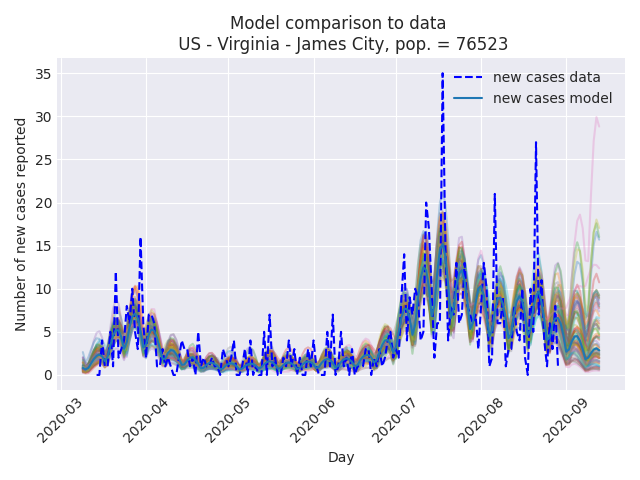 Model comparison to data
US - Virginia - James City, pop. = 76523
new cases data
new cases model
Number of new cases reported
35
30
25
20
15
10
5
0
2020-03
2020-04
2020-05
2020-06
2020-07
2020-08
2020-09
Day